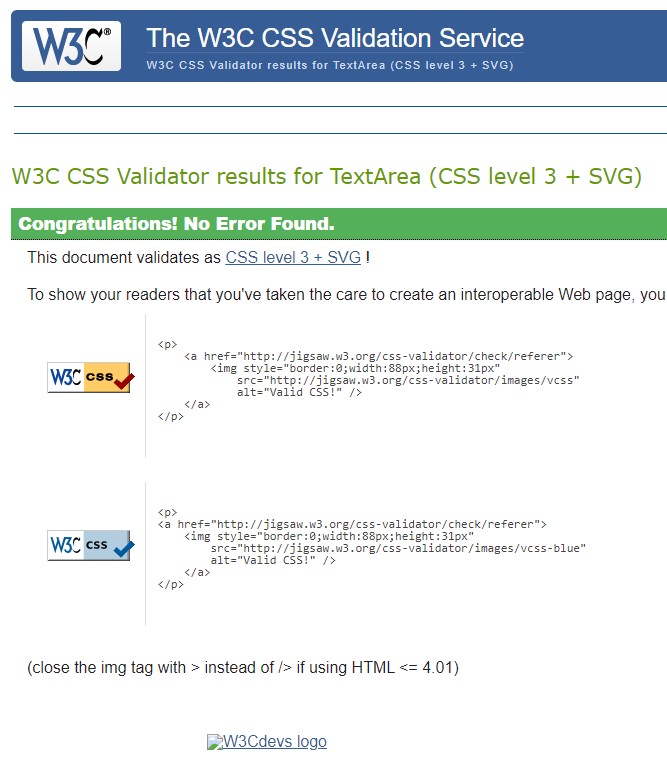 W3C®
The W3C CSS Validation Service
W3C CSS Validator results for TextArea (CSS level 3 + SVG)
W3C CSS Validator results for TextArea (CSS level 3 + SVG)
Congratulations! No Error Found.
This document validates as CSS level 3 + SVG !
To show your readers that you've taken the care to create an interoperable Web page, you
<p>
<a href="http://jigsaw.w3.org/css-validator/check/referer">
<img style="border:0;width:88px;height:31px"
W3C css
src="http://jigsaw.w3.org/css-validator/images/vcss"
alt="Valid CSS!" />
</a>
</p>
<p>
<a href="http://jigsaw.w3.org/css-validator/check/referer">
<img style="border:0;width:88px;height:31px"
W3C css
src="http://jigsaw.w3.org/css-validator/images/vcss-blue"
alt="Valid CSS!" />
</a>
</p>
(close the img tag with > instead of /> if using HTML <= 4.01)
W3Cdevs logo